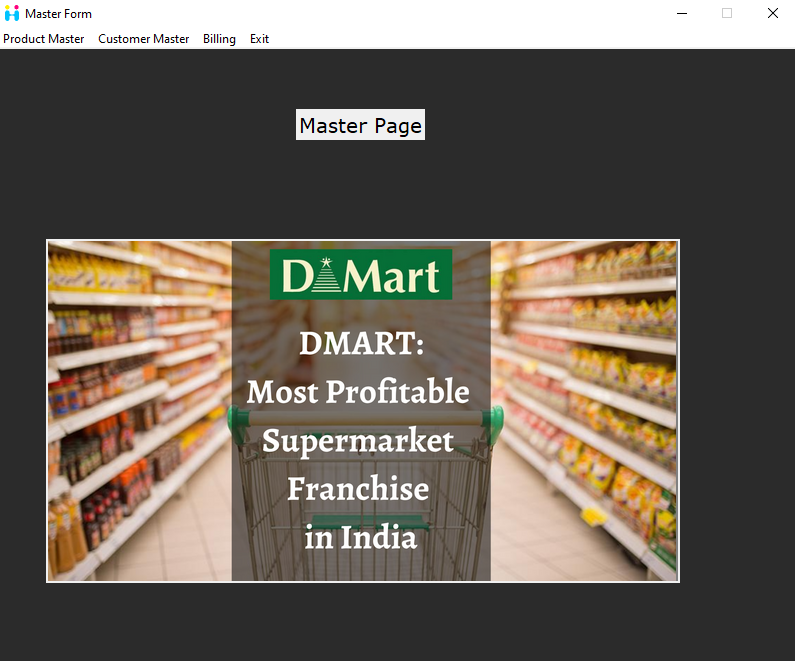 Master Form
Product Master Customer Master Billing Exit
Master Page
DMart
DMART:
Most Profitable
Supermarket
Franchise
in India